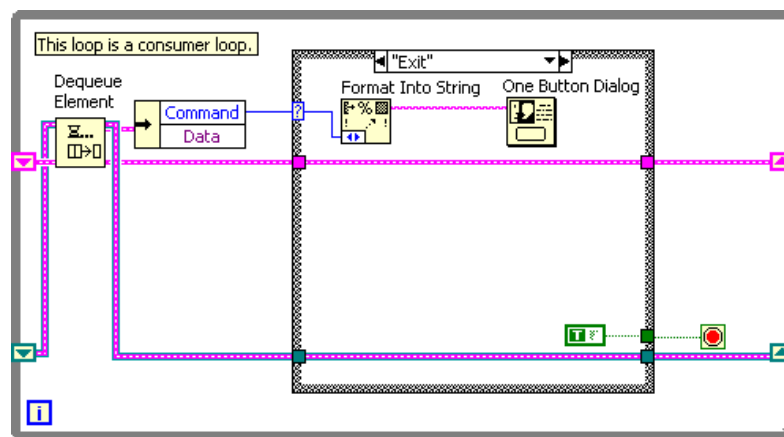 This loop is a consumer loop.
"Exit"
Dequeue
Element
Format Into String
One Button Dialog
Command
Data
?
%
T
i